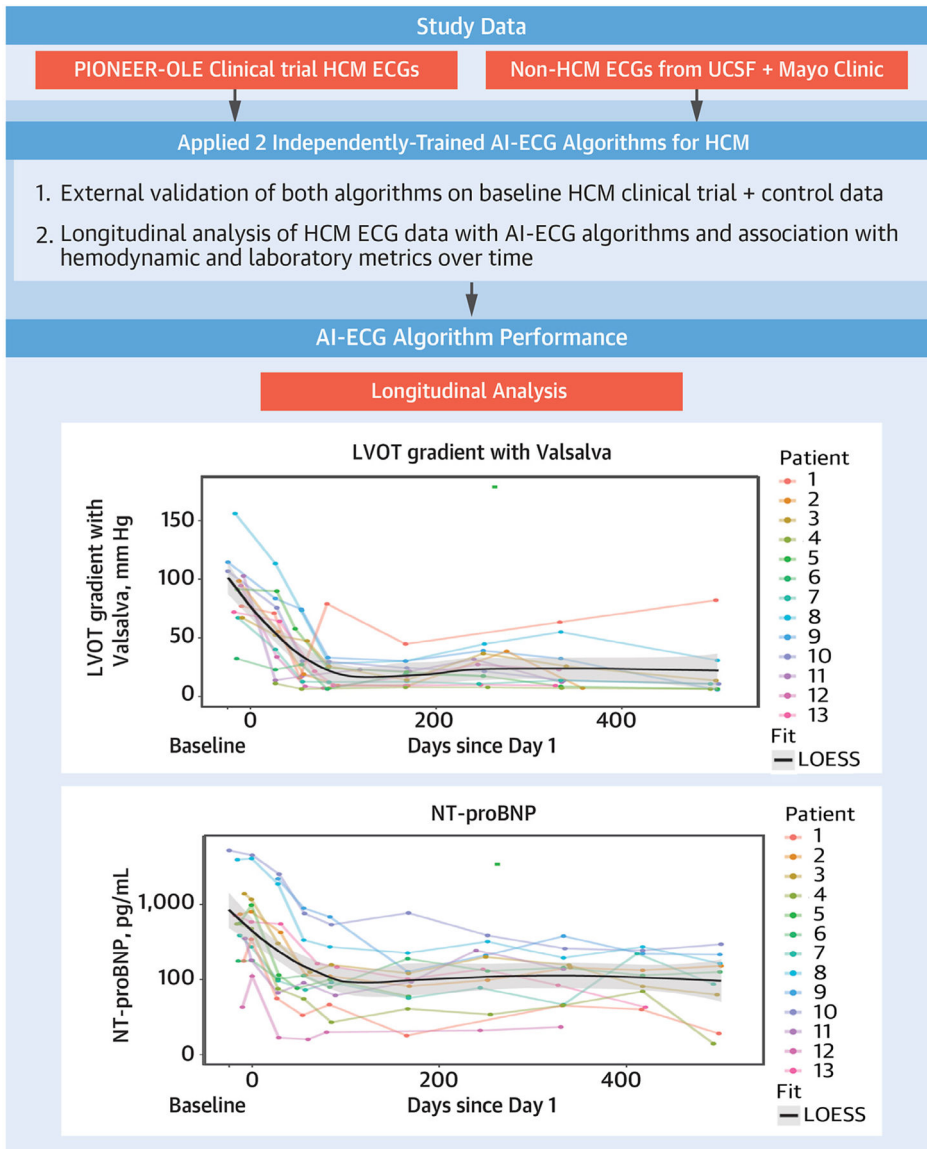 Study Data
PIONEER-OLE Clinical trial HCM ECGs
Non-HCM ECGs from UCSF + Mayo Clinic
Applied 2 Independently-Trained AI-ECG Algorithms for HCM
1. External validation of both algorithms on baseline HCM clinical trial + control data
2. Longitudinal analysis of HCM ECG data with AI-ECG algorithms and association with
hemodynamic and laboratory metrics over time
AI-ECG Algorithm Performance
Longitudinal Analysis
LVOT gradient with Valsalva
LVOT gradient with
Valsalva, mm Hg
150
100
50
0
0
200
400
Baseline
Days since Day 1
Patient
1
2
3
4
5
6
7
8
9
10
11
12
13
Fit
LOESS
NT-proBNP
NT-proBNP, pg/mL
1,000
100
0
0
200
400
Baseline
Days since Day 1
Patient
1
2
3
4
5
6
7
8
9
10
11
12
13
Fit
LOESS